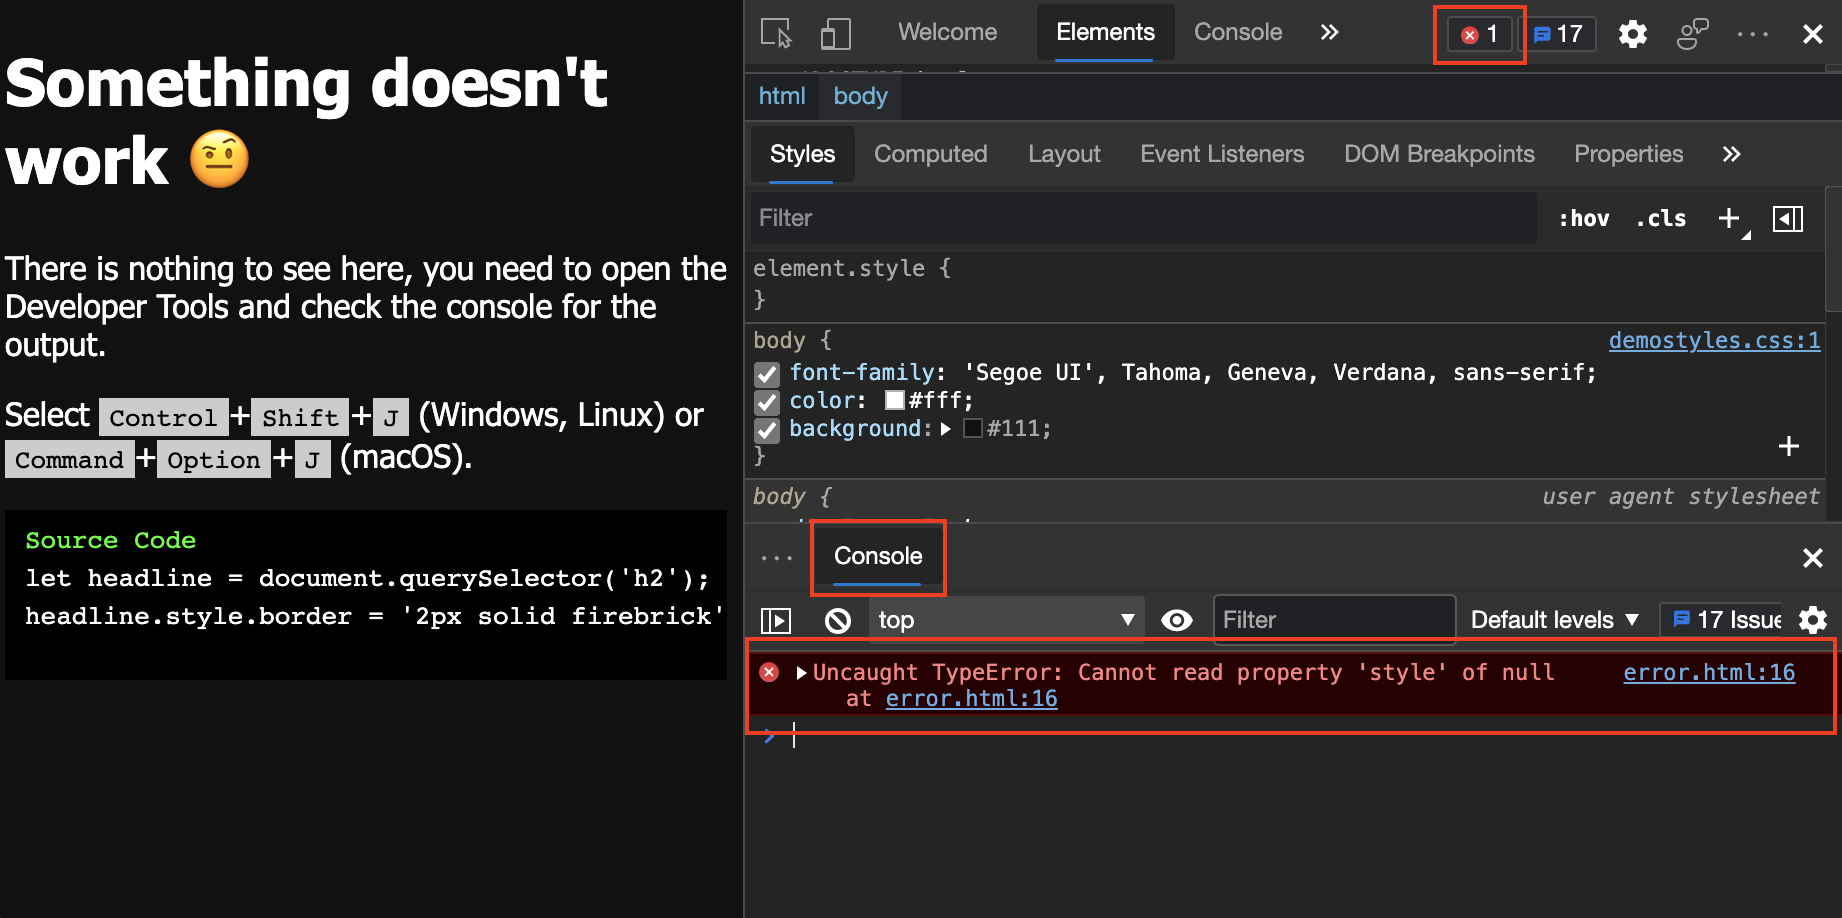 Something doesn't
work 🤨
There is nothing to see here, you need to open the
Developer Tools and check the console for the
output.
Select Control+Shift+J (Windows, Linux) or
Command+Option+J (macOS).
Source Code
let headline = document.querySelector('h2');
headline.style.border = '2px solid firebrick'
Welcome Elements Console 1 17
html body
Styles Computed Layout Event Listeners DOM Breakpoints Properties
Filter :hov .cls
element.style {
}
body { demostyles.css:1
font-family: 'Segoe UI', Tahoma, Geneva, Verdana, sans-serif;
color: #fff;
background: #111;
}
body { user agent stylesheet
Console
top Filter Default levels 17 Issue
Uncaught TypeError: Cannot read property 'style' of null error.html:16
at error.html:16